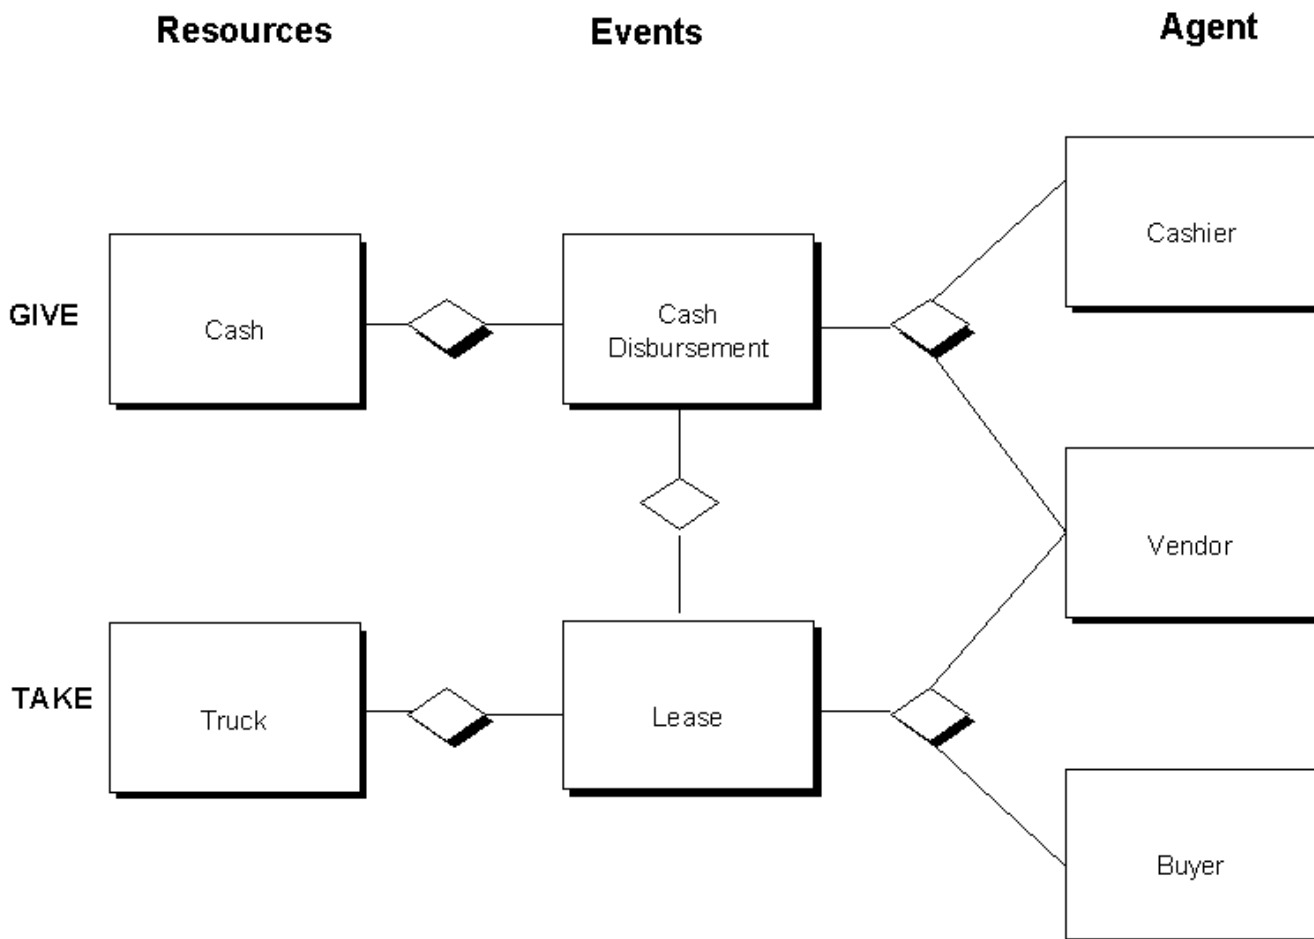 Resources
Events
Agent
Cashier
GIVE
Cash
Cash
Disbursement
Vendor
TAKE
Truck
Lease
Buyer